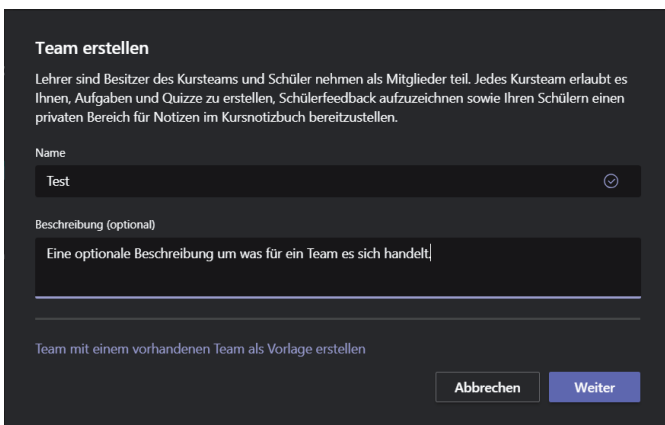 Team erstellen
Lehrer sind Besitzer des Kursteams und Schüler nehmen als Mitglieder teil. Jedes Kursteam erlaubt es
Ihnen, Aufgaben und Quizze zu erstellen, Schülerfeedback aufzuzeichnen sowie Ihren Schülern einen
privaten Bereich für Notizen im Kursnotizbuch bereitzustellen.
Name
Test
Beschreibung (optional)
Eine optionale Beschreibung um was für ein Team es sich handelt.
Team mit einem vorhandenen Team als Vorlage erstellen
Abbrechen
Weiter